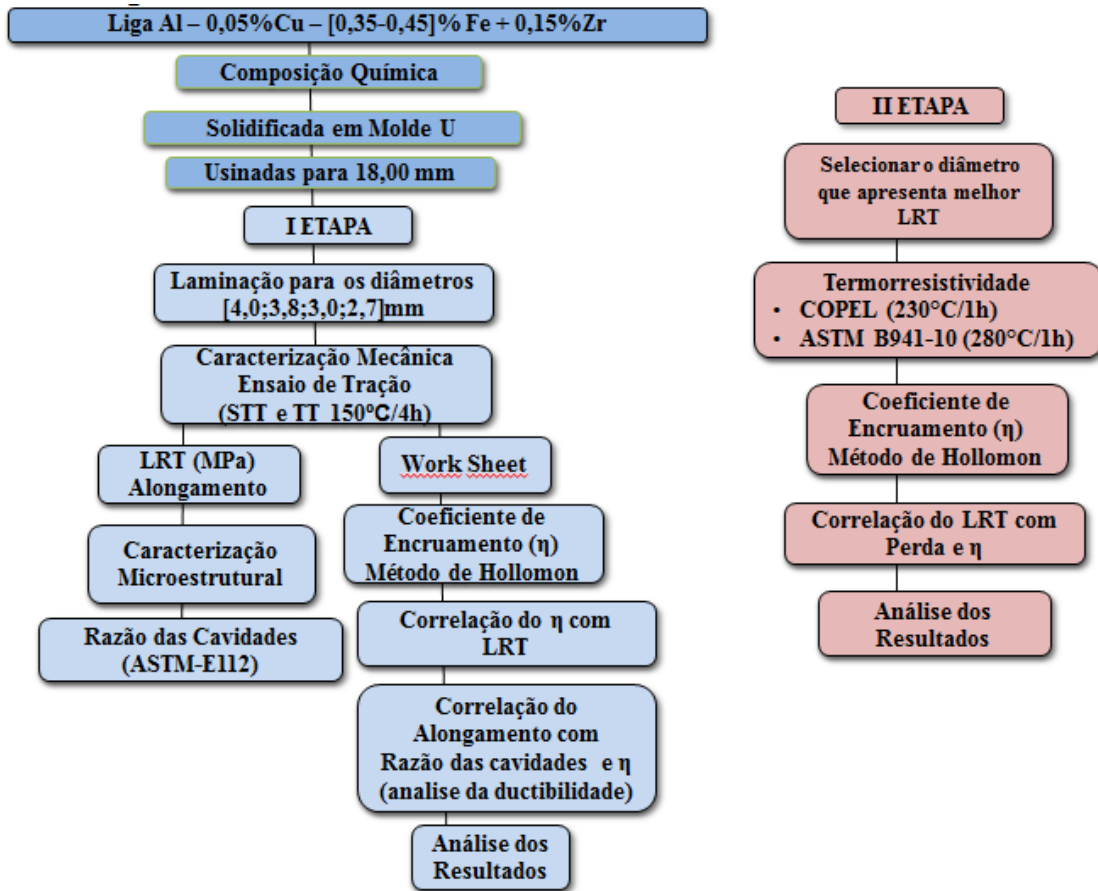 Liga Al – 0,05%Cu – [0,35-0,45]% Fe + 0,15%Zr
Composição Química
Solidificada em Molde U
Usinadas para 18,00 mm
I ETAPA
Laminação para os diâmetros
[4,0;3,8;3,0;2,7]mm
Caracterização Mecânica
Ensaio de Tração
(STT e TT 150°C/4h)
LRT (MPa)
Alongamento
Caracterização
Microestrutural
Razão das Cavidades
(ASTM-E112)
Work Sheet
Coeficiente de
Encruamento (η)
Método de Hollomon
Correlação do η com
LRT
Correlação do
Alongamento com
Razão das cavidades e η
(analise da ductibilidade)
Análise dos
Resultados
II ETAPA
Selecionar o diâmetro
que apresenta melhor
LRT
Termorresistividade
• COPEL (230°C/1h)
• ASTM B941-10 (280°C/1h)
Coeficiente de
Encruamento (η)
Método de Hollomon
Correlação do LRT com
Perda e η
Análise dos
Resultados